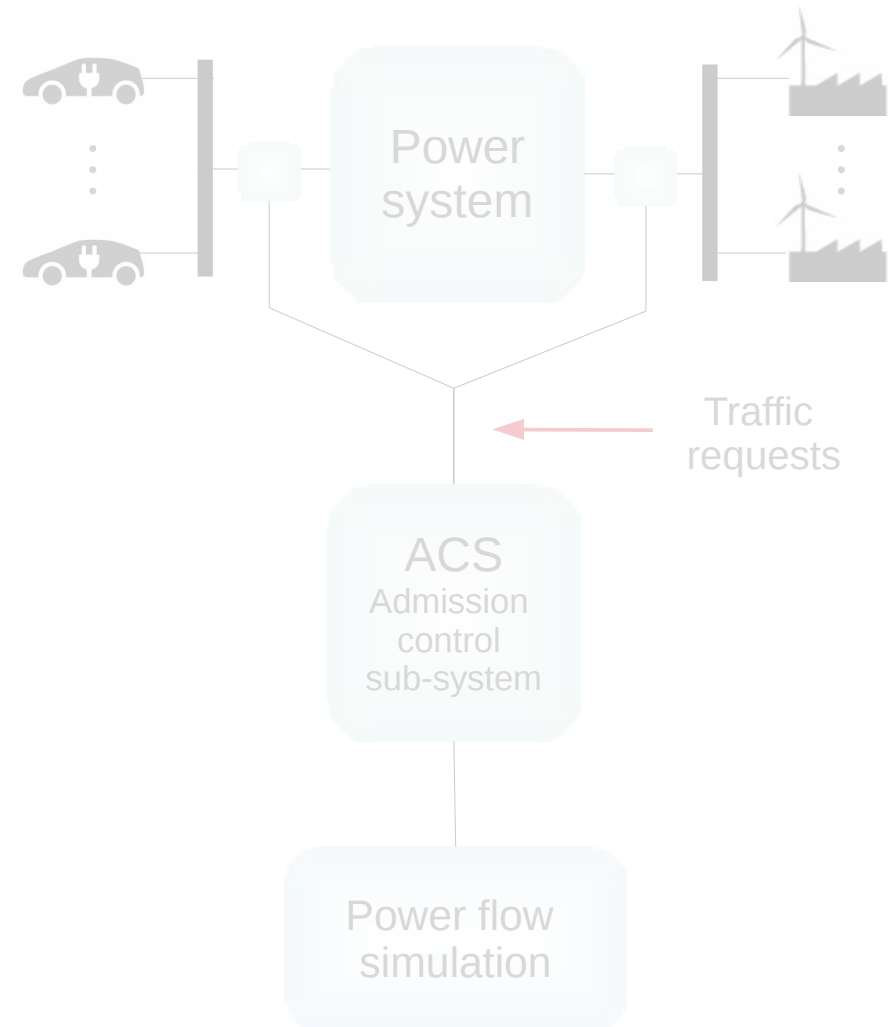 Power
system
Traffic
requests
ACS
Admission
control
sub-system
Power flow
simulation